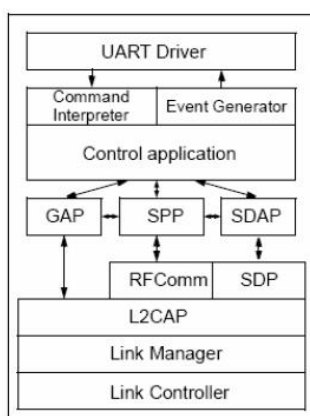 UART Driver
Command Interpreter
Event Generator
Control application
GAP
SPP
SDAP
RFComm
SDP
L2CAP
Link Manager
Link Controller